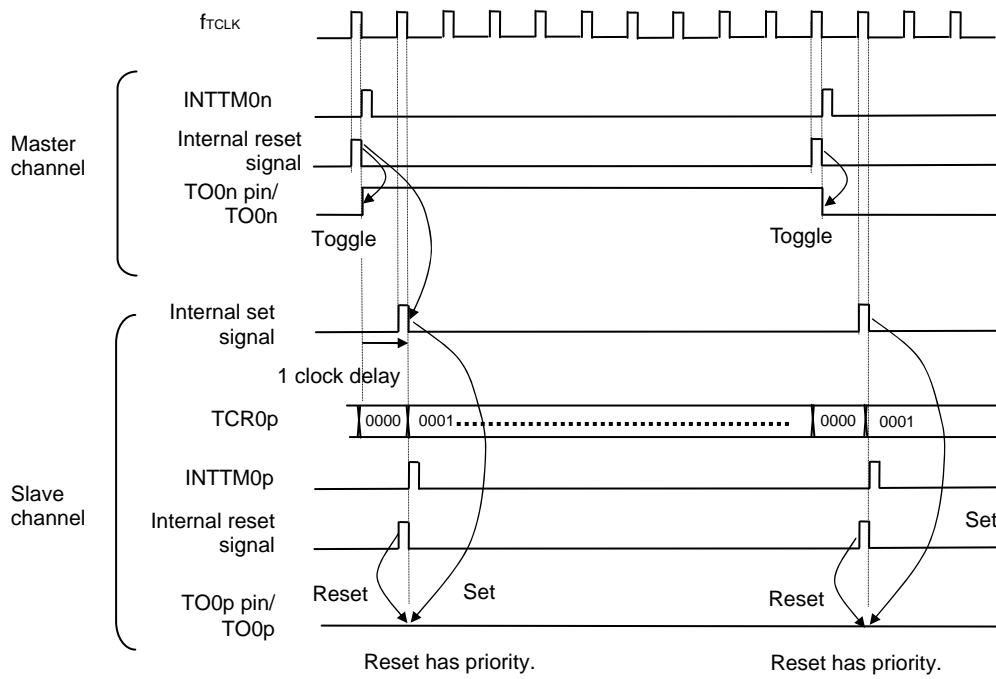 fTCLK
Master
channel
INTTM0n
Internal reset
signal
TO0n pin/
TO0n
Toggle
Toggle
Slave
channel
Internal set
signal
1 clock delay
TCR0p
0000
0001
0000
0001
INTTM0p
Internal reset
signal
Set
Reset
Set
Reset
TO0p pin/
TO0p
Reset has priority.
Reset has priority.